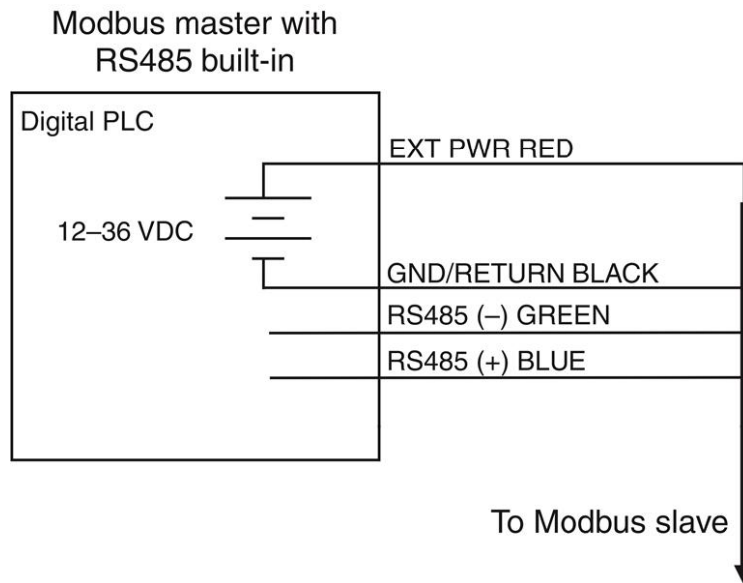 Modbus master with
RS485 built-in
Digital PLC
EXT PWR RED
12–36 VDC
GND/RETURN BLACK
RS485 (–) GREEN
RS485 (+) BLUE
To Modbus slave